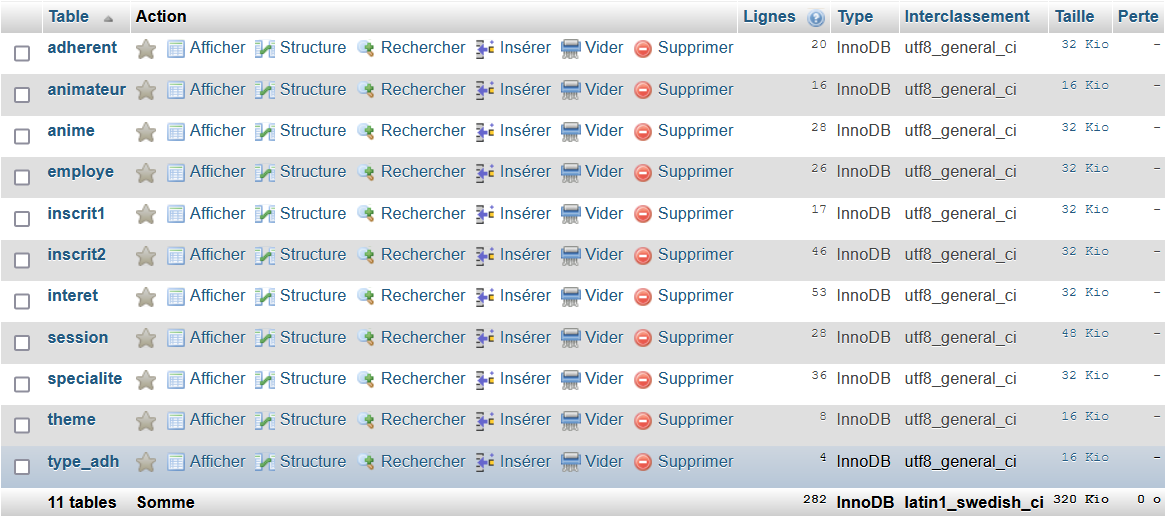 Table Action Lignes Type Interclassement Taille Perte
adherent Afficher Structure Rechercher Insérer Vider Supprimer 20 InnoDB utf8_general_ci 32 Kio -
animateur Afficher Structure Rechercher Insérer Vider Supprimer 16 InnoDB utf8_general_ci 16 Kio -
anime Afficher Structure Rechercher Insérer Vider Supprimer 28 InnoDB utf8_general_ci 32 Kio -
employe Afficher Structure Rechercher Insérer Vider Supprimer 26 InnoDB utf8_general_ci 32 Kio -
inscrit1 Afficher Structure Rechercher Insérer Vider Supprimer 17 InnoDB utf8_general_ci 32 Kio -
inscrit2 Afficher Structure Rechercher Insérer Vider Supprimer 46 InnoDB utf8_general_ci 32 Kio -
interet Afficher Structure Rechercher Insérer Vider Supprimer 53 InnoDB utf8_general_ci 32 Kio -
session Afficher Structure Rechercher Insérer Vider Supprimer 28 InnoDB utf8_general_ci 48 Kio -
specialite Afficher Structure Rechercher Insérer Vider Supprimer 36 InnoDB utf8_general_ci 32 Kio -
theme Afficher Structure Rechercher Insérer Vider Supprimer 8 InnoDB utf8_general_ci 16 Kio -
type_adh Afficher Structure Rechercher Insérer Vider Supprimer 4 InnoDB utf8_general_ci 16 Kio -
11 tables Somme 282 InnoDB latin1_swedish_ci 320 Kio 0 o